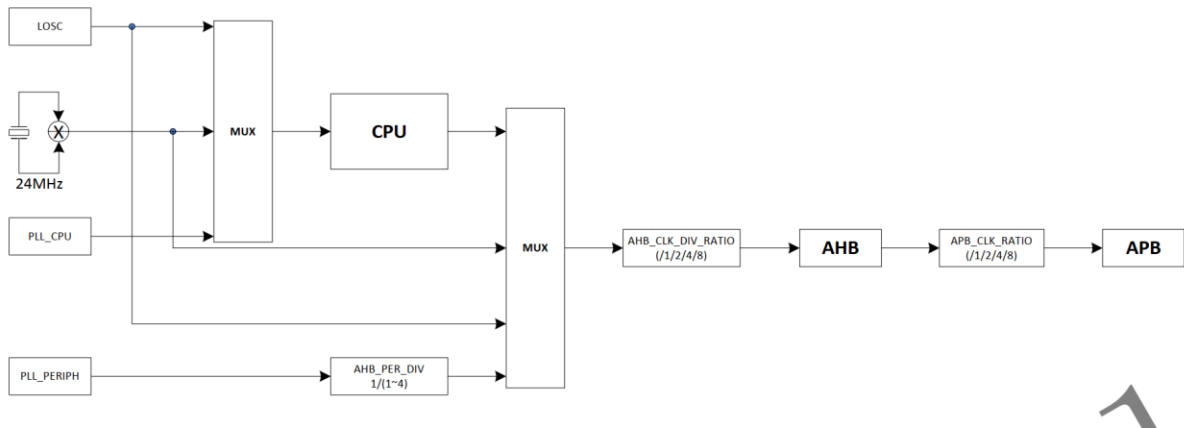 LOSC
MUX
CPU
24MHz
PLL_CPU
MUX
AHB_CLK_DIV_RATIO
(/1/2/4/8)
AHB
APB_CLK_RATIO
(/1/2/4/8)
APB
PLL_PERIPH
AHB_PER_DIV
1/(1~4)